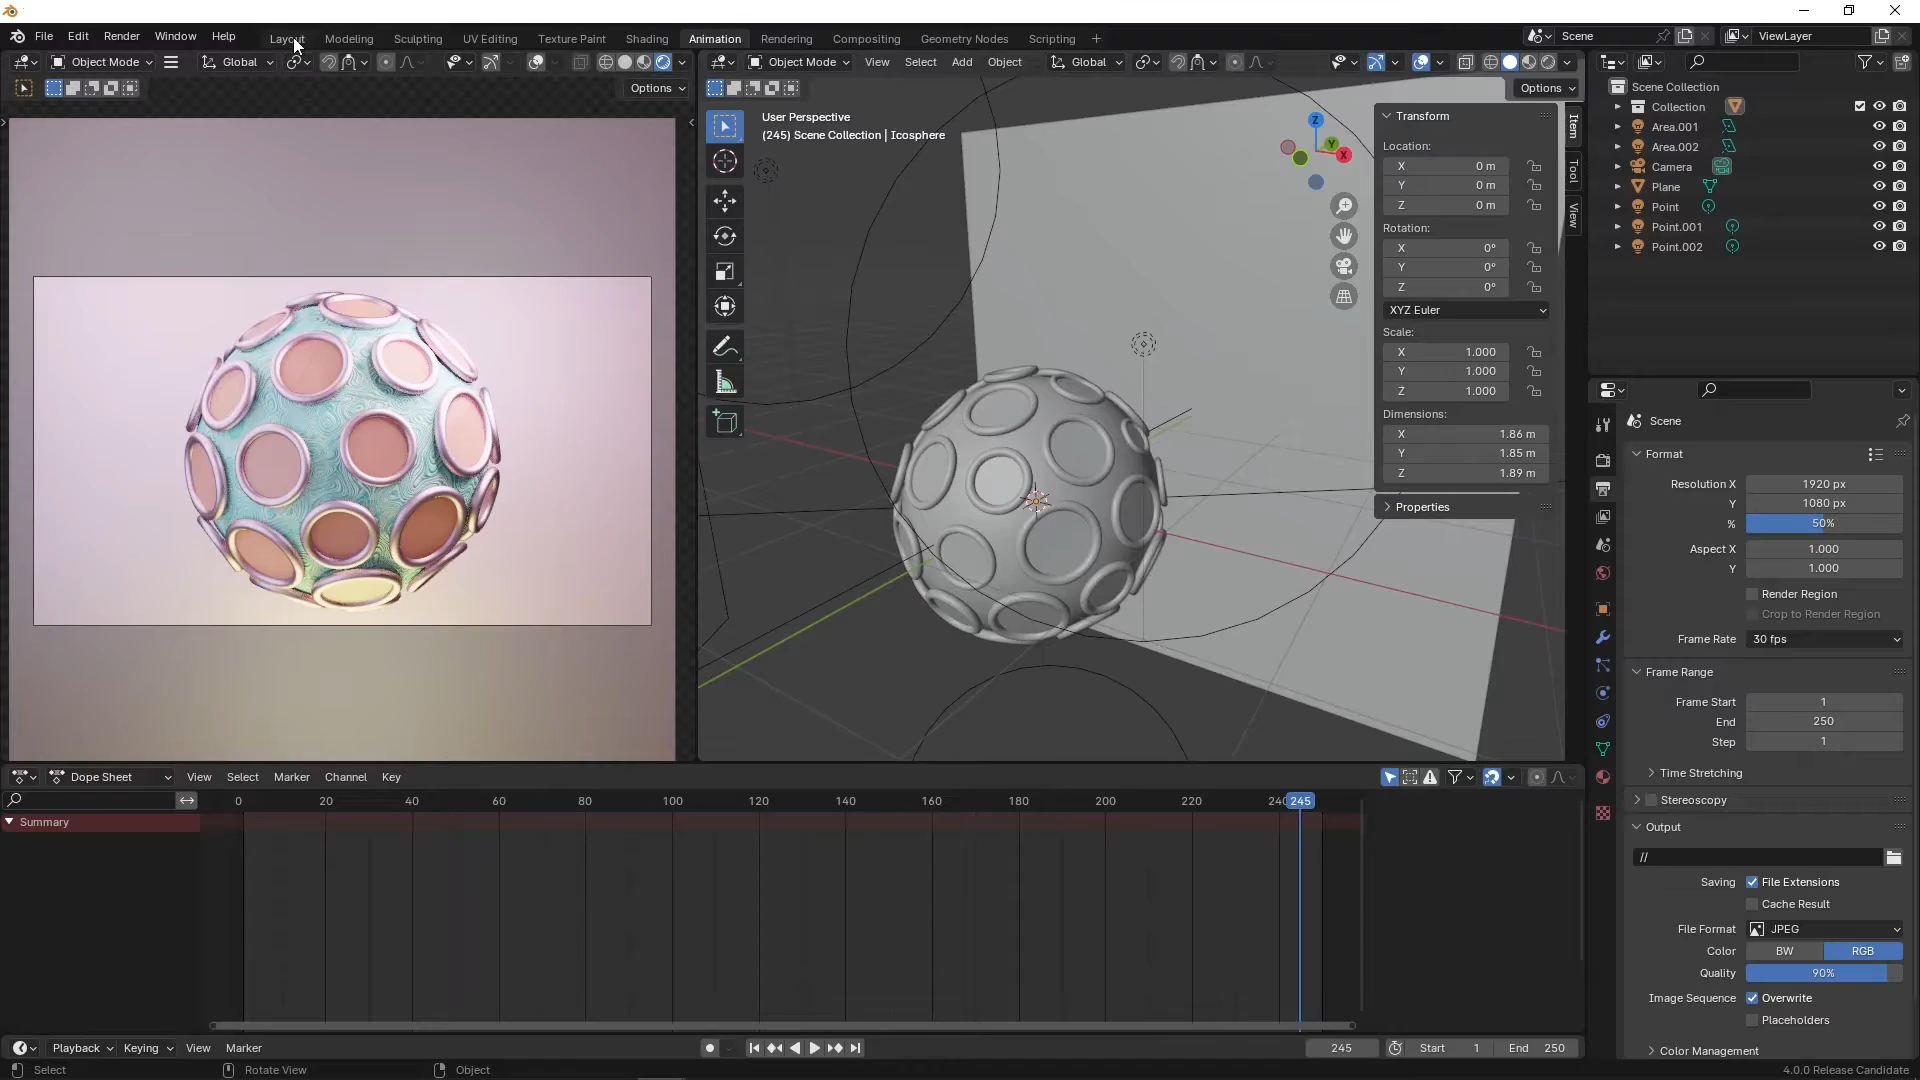 File Edit Render Window Help Layout Modeling Sculpting UV Editing Texture Paint Shading Animation Rendering Compositing Geometry Nodes Scripting + Scene ViewLayer
Object Mode Global
Options
Object Mode View Select Add Object Global
Options
User Perspective
(245) Scene Collection | Icosphere
Z
Y
X
Transform
Location:
X 0 m
Y 0 m
Z 0 m
Rotation:
X 0°
Y 0°
Z 0°
XYZ Euler
Scale:
X 1.000
Y 1.000
Z 1.000
Dimensions:
X 1.86 m
Y 1.85 m
Z 1.89 m
Properties
Item
Tool
View
Scene Collection
Collection
Area.001
Area.002
Camera
Plane
Point
Point.001
Point.002
Scene
Format
Resolution X 1920 px
Y 1080 px
% 50%
Aspect X 1.000
Y 1.000
Render Region
Crop to Render Region
Frame Rate 30 fps
Frame Range
Frame Start 1
End 250
Step 1
Time Stretching
Stereoscopy
Output
//
Saving File Extensions
Cache Result
File Format JPEG
Color BW RGB
Quality 90%
Image Sequence Overwrite
Placeholders
Color Management
Dope Sheet View Select Marker Channel Key
0 20 40 60 80 100 120 140 160 180 200 220 240 245
Summary
Playback Keying View Marker 245 Start 1 End 250
Select Rotate View Object 4.0.0 Release Candidate